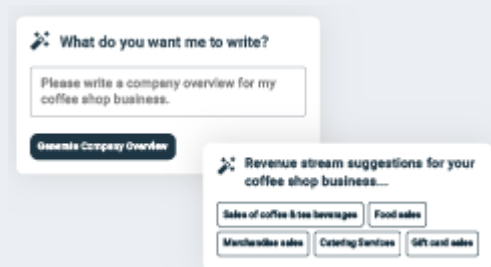 What do you want me to write?
Please write a company overview for my
coffee shop business.
Generate Company Overview
Revenue stream suggestions for your
coffee shop business...
Sales of coffee & tea beverages
Food sales
Merchandise sales
Catering Services
Gift card sales